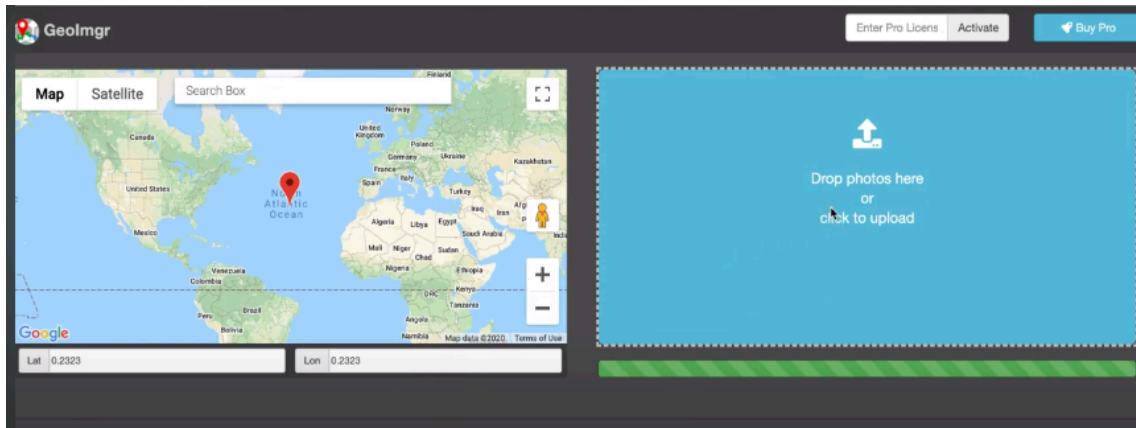 GeoImgr
Enter Pro Licens
Activate
Buy Pro
Map
Satellite
Search Box
Finland
Norway
Canada
United
Kingdom
Poland
Germany
Ukraine
Kazakhstan
France
Italy
Spain
Turkey
United States
North
Atlantic
Ocean
Iraq
Iran
Afg
Algeria
Libya
Egypt
Saudi Arabia
Mexico
Mali
Niger
Chad
Sudan
Nigeria
Ethiopia
Venezuela
Colombia
DRC
Kenya
Tanzania
Peru
Brazil
Bolivia
Angola
Namibia
Google
Map data ©2020
Terms of Use
Drop photos here
or
click to upload
Lat
0.2323
Lon
0.2323